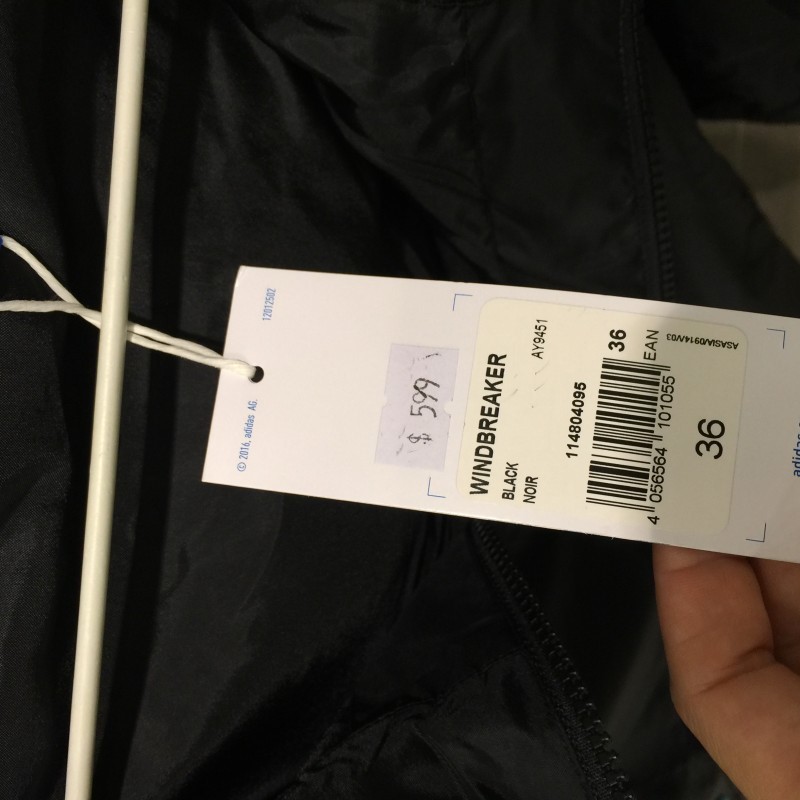 12012502
© 2016, adidas AG.
$ 599
WINDBREAKER
BLACK
NOIR
AY9451
114804095
36
EAN
4 056564 101055
36
ASASIA/0914/V03
adidas